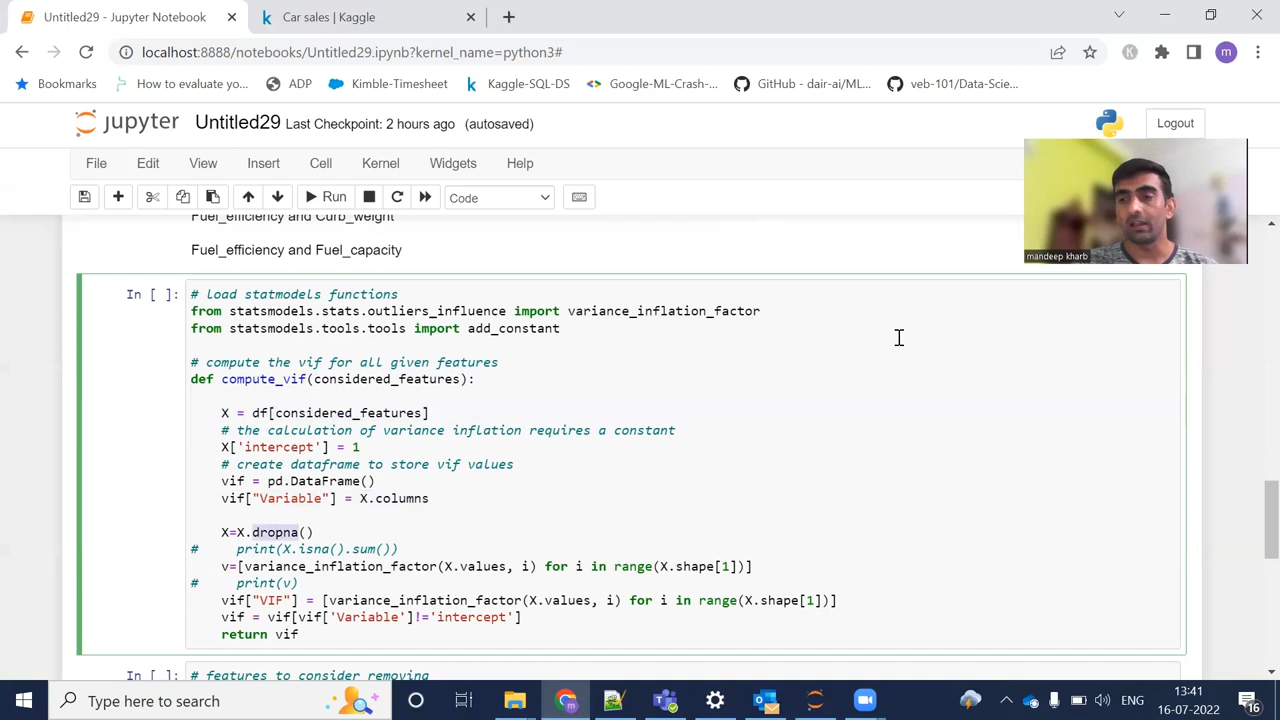 Untitled29 - Jupyter Notebook
Car sales | Kaggle
localhost:8888/notebooks/Untitled29.ipynb?kernel_name=python3#
m
Bookmarks
How to evaluate yo...
ADP
Kimble-Timesheet
Kaggle-SQL-DS
Google-ML-Crash-...
GitHub - dair-ai/ML...
veb-101/Data-Scie...
jupyter
Untitled29
Last Checkpoint: 2 hours ago (autosaved)
Logout
File
Edit
View
Insert
Cell
Kernel
Widgets
Help
Run
Code
mandeep kharb
Fuel_efficiency and Curb_weight
Fuel_efficiency and Fuel_capacity
In [ ]:
# load statmodels functions
from statsmodels.stats.outliers_influence import variance_inflation_factor
from statsmodels.tools.tools import add_constant
# compute the vif for all given features
def compute_vif(considered_features):
X = df[considered_features]
# the calculation of variance inflation requires a constant
X['intercept'] = 1
# create dataframe to store vif values
vif = pd.DataFrame()
vif["Variable"] = X.columns
X=X.dropna()
#     print(X.isna().sum())
v=[variance_inflation_factor(X.values, i) for i in range(X.shape[1])]
#     print(v)
vif["VIF"] = [variance_inflation_factor(X.values, i) for i in range(X.shape[1])]
vif = vif[vif['Variable']!='intercept']
return vif
In [ ]:
# features to consider removing
Type here to search
ENG
13:41
16-07-2022
16